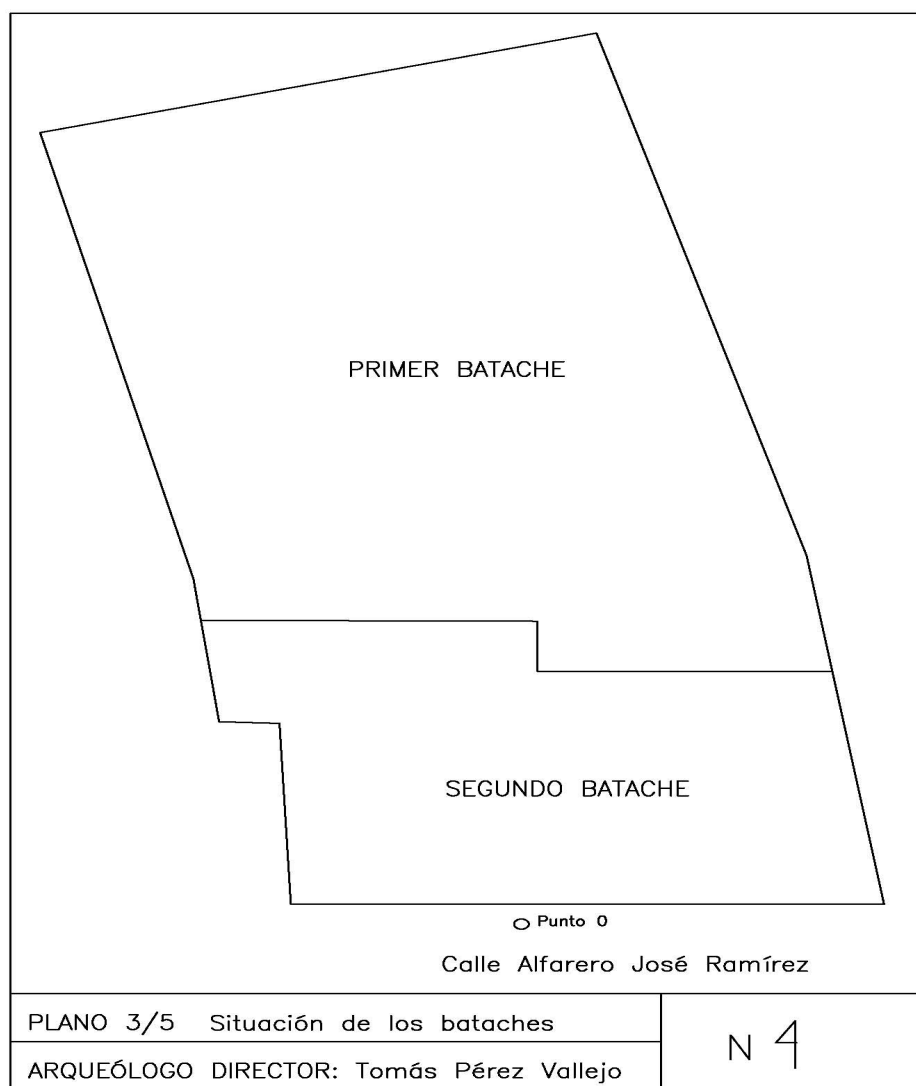 PRIMER BATACHE
SEGUNDO BATACHE
Punto 0
Calle Alfarero José Ramírez
PLANO 3/5 Situación de los bataches
ARQUEÓLOGO DIRECTOR: Tomás Pérez Vallejo
N